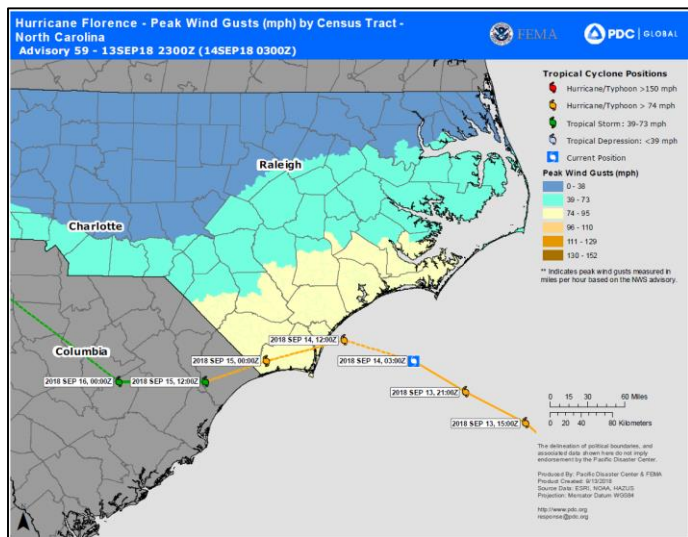 Hurricane Florence - Peak Wind Gusts (mph) by Census Tract -
North Carolina
Advisory 59 - 13SEP18 2300Z (14SEP18 0300Z)
FEMA
PDC | GLOBAL
Tropical Cyclone Positions
Hurricane/Typhoon >150 mph
Hurricane/Typhoon > 74 mph
Tropical Storm: 39-73 mph
Tropical Depression: <39 mph
Current Position
Peak Wind Gusts (mph)
0 - 38
39 - 73
74 - 95
96 - 110
111 - 129
130 - 152
** Indicates peak wind gusts measured in
miles per hour based on the NWS advisory.
Raleigh
Charlotte
Columbia
2018 SEP 14, 12:00Z
2018 SEP 15, 00:00Z
2018 SEP 14, 03:00Z
2018 SEP 16, 00:00Z
2018 SEP 15, 12:00Z
2018 SEP 13, 21:00Z
2018 SEP 13, 15:00Z
0 15 30 60 Miles
0 20 40 80 Kilometers
The delineation of political boundaries, and
associated data shown here do not imply
endorsement by the Pacific Disaster Center.
Produced By: Pacific Disaster Center & FEMA
Product Created: 9/13/2018
Source Data: ESRI, NOAA, HAZUS
Projection: Mercator Datum WGS84
http://www.pdc.org
response@pdc.org